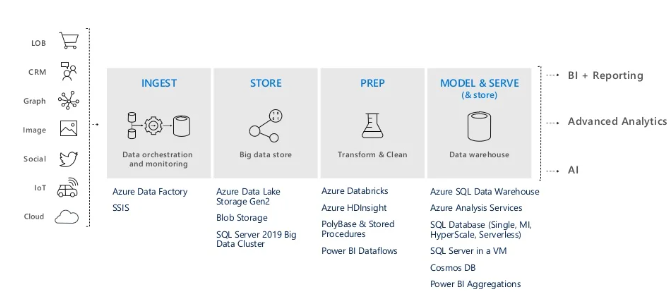 LOB
CRM
Graph
Image
Social
IoT
Cloud
INGEST
Data orchestration
and monitoring
Azure Data Factory
SSIS
STORE
Big data store
Azure Data Lake
Storage Gen2
Blob Storage
SQL Server 2019 Big
Data Cluster
PREP
Transform & Clean
Azure Databricks
Azure HDInsight
PolyBase & Stored
Procedures
Power BI Dataflows
MODEL & SERVE
(& store)
Data warehouse
Azure SQL Data Warehouse
Azure Analysis Services
SQL Database (Single, MI,
HyperScale, Serverless)
SQL Server in a VM
Cosmos DB
Power BI Aggregations
BI + Reporting
Advanced Analytics
AI